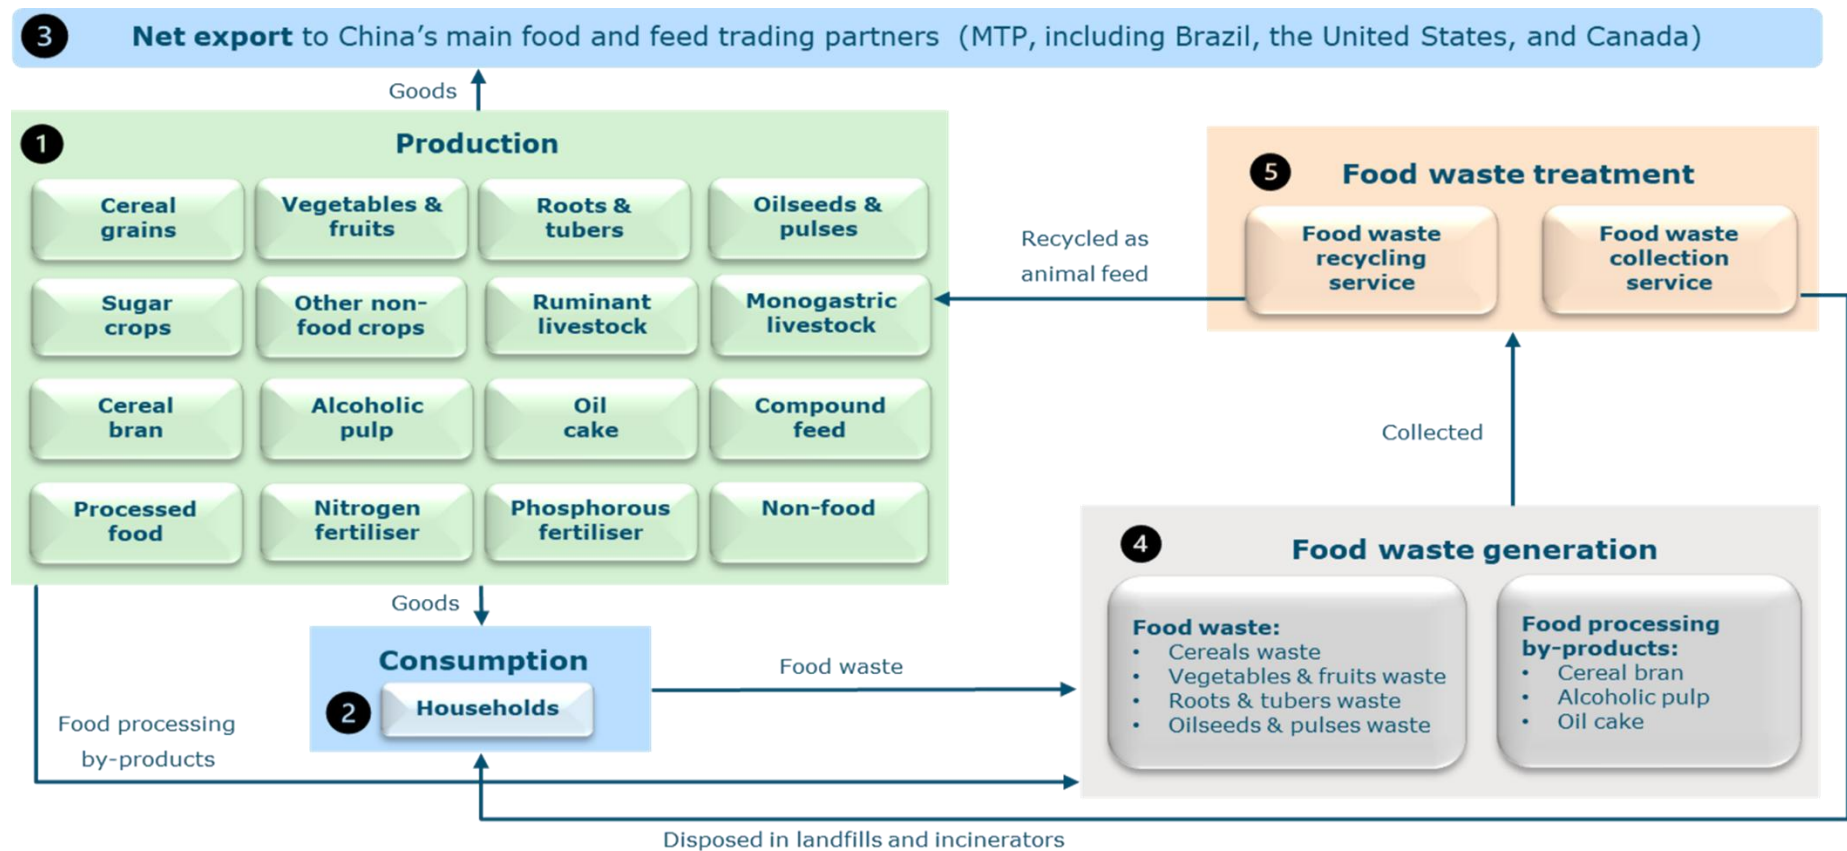 3
Net export to China’s main food and feed trading partners (MTP, including Brazil, the United States, and Canada)
Goods
1
Production
Cereal
grains
Vegetables &
fruits
Roots &
tubers
Oilseeds &
pulses
Sugar
crops
Other non-
food crops
Ruminant
livestock
Monogastric
livestock
Cereal
bran
Alcoholic
pulp
Oil
cake
Compound
feed
Processed
food
Nitrogen
fertiliser
Phosphorous
fertiliser
Non-food
Recycled as
animal feed
5
Food waste treatment
Food waste
recycling
service
Food waste
collection
service
Collected
Goods
Consumption
2
Households
Food waste
Food processing
by-products
4
Food waste generation
Food waste:
• Cereals waste
• Vegetables & fruits waste
• Roots & tubers waste
• Oilseeds & pulses waste
Food processing
by-products:
• Cereal bran
• Alcoholic pulp
• Oil cake
Disposed in landfills and incinerators